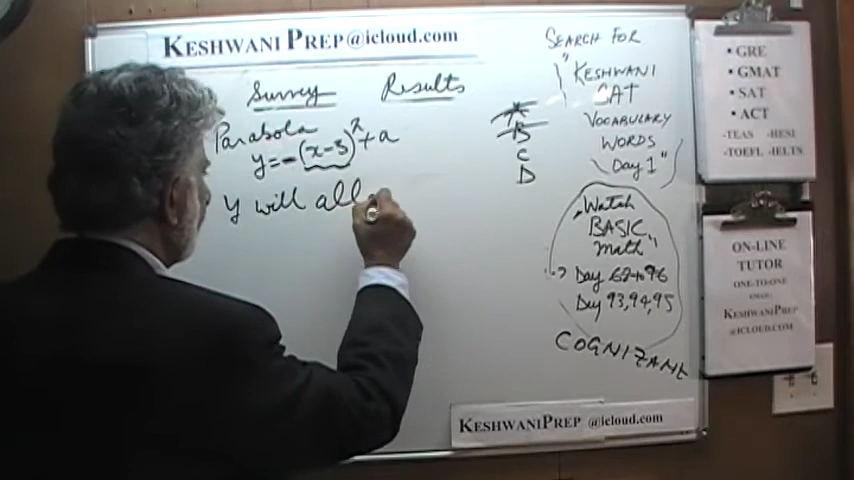 KESHWANI PREP@icloud.com
Survey Results
Parabola
y=-(x-3)²+a
y will all
A
B
C
D
SEARCH FOR
"KESHWANI
SAT
VOCABULARY
WORDS
Day 1"
Watch
BASIC
Math"
Day 62 to 96
Day 93,94,95
COGNIZANT
KESHWANIPREP @icloud.com
• GRE
• GMAT
• SAT
• ACT
-TEAS -HESI
-TOEFL -IELTS
ON-LINE
TUTOR
ONE-TO-ONE
EMAIL:
KESHWANIPREP
@ICLOUD.COM